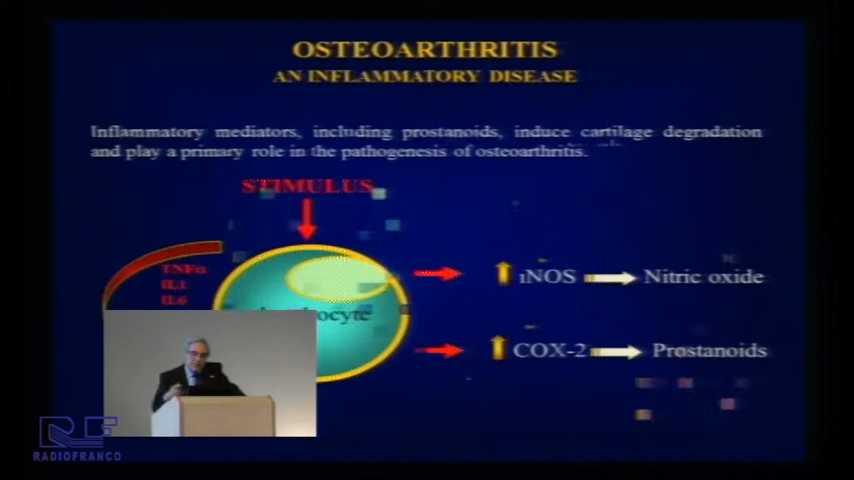 OSTEOARTHRITIS
AN INFLAMMATORY DISEASE
Inflammatory mediators, including prostanoids, induce cartilage degradation
and play a primary role in the pathogenesis of osteoarthritis.
STIMULUS
TNFα
IL1
IL6
iNOS
Nitric oxide
COX-2
Prostanoids
RF
RADIOFRANCO